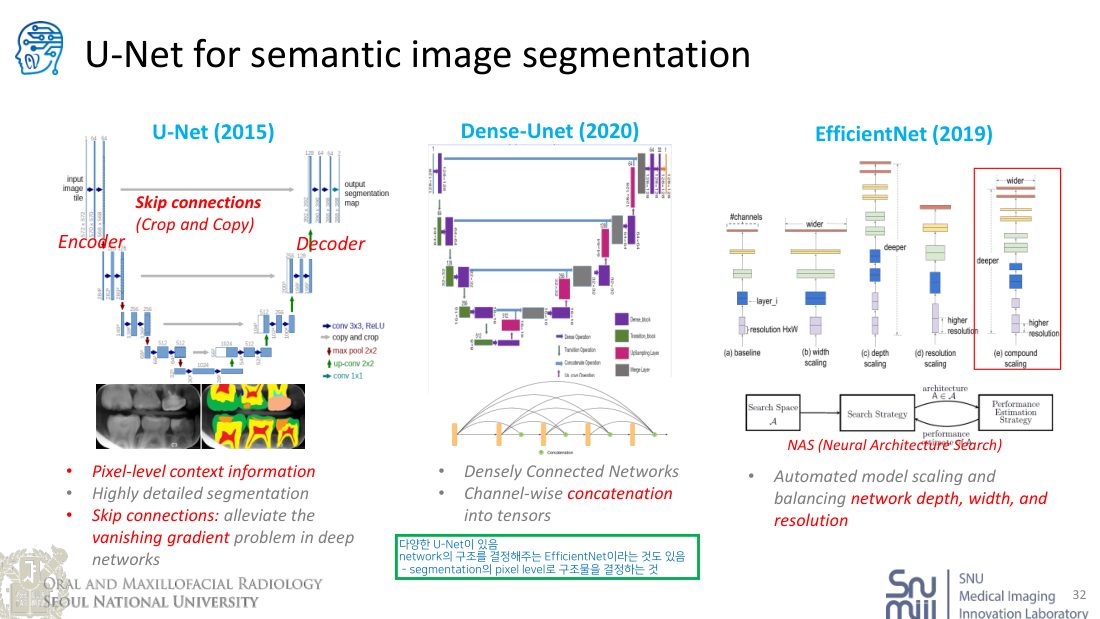 U-Net for semantic image segmentation
U-Net (2015)
input
image
tile
output
segmentation
map
Skip connections
(Crop and Copy)
Encoder
Decoder
conv 3x3, ReLU
copy and crop
max pool 2x2
up-conv 2x2
conv 1x1
Pixel-level context information
Highly detailed segmentation
Skip connections: alleviate the
vanishing gradient problem in deep
networks
Dense-Unet (2020)
Dense Operation
Transition Operation
Concatenation Operation
Dense_block
Transition_block
UpSampling Layer
Merge Layer
Concatenation
Densely Connected Networks
Channel-wise concatenation
into tensors
다양한 U-Net이 있음
network의 구조를 결정해주는 EfficientNet이라는 것도 있음
- segmentation의 pixel level로 구조물을 결정하는 것
EfficientNet (2019)
#channels
layer_i
resolution HxW
(a) baseline
wider
(b) width
scaling
deeper
(c) depth
scaling
higher
resolution
(d) resolution
scaling
wider
deeper
higher
resolution
(e) compound
scaling
Search Space
A
Search Strategy
architecture
A ∈ A
Performance
Estimation
Strategy
performance
NAS (Neural Architecture Search)
Automated model scaling and
balancing network depth, width, and
resolution
ORAL AND MAXILLOFACIAL RADIOLOGY
SEOUL NATIONAL UNIVERSITY
SNU
Medical Imaging
Innovation Laboratory
32